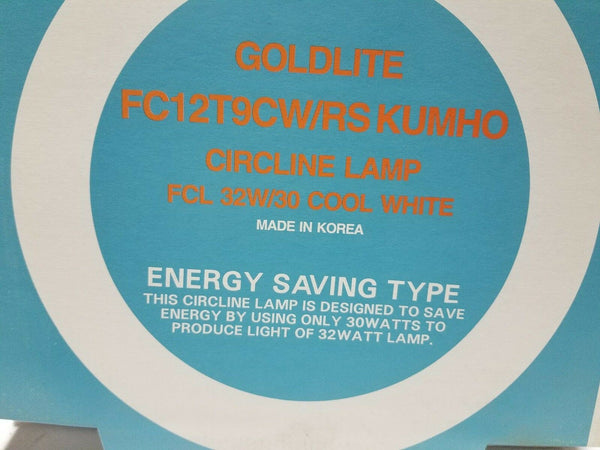 GOLDLITE
FC12T9CW/RS KUMHO
CIRCLINE LAMP
FCL 32W/30 COOL WHITE
MADE IN KOREA
ENERGY SAVING TYPE
THIS CIRCLINE LAMP IS DESIGNED TO SAVE
ENERGY BY USING ONLY 30WATTS TO
PRODUCE LIGHT OF 32WATT LAMP.